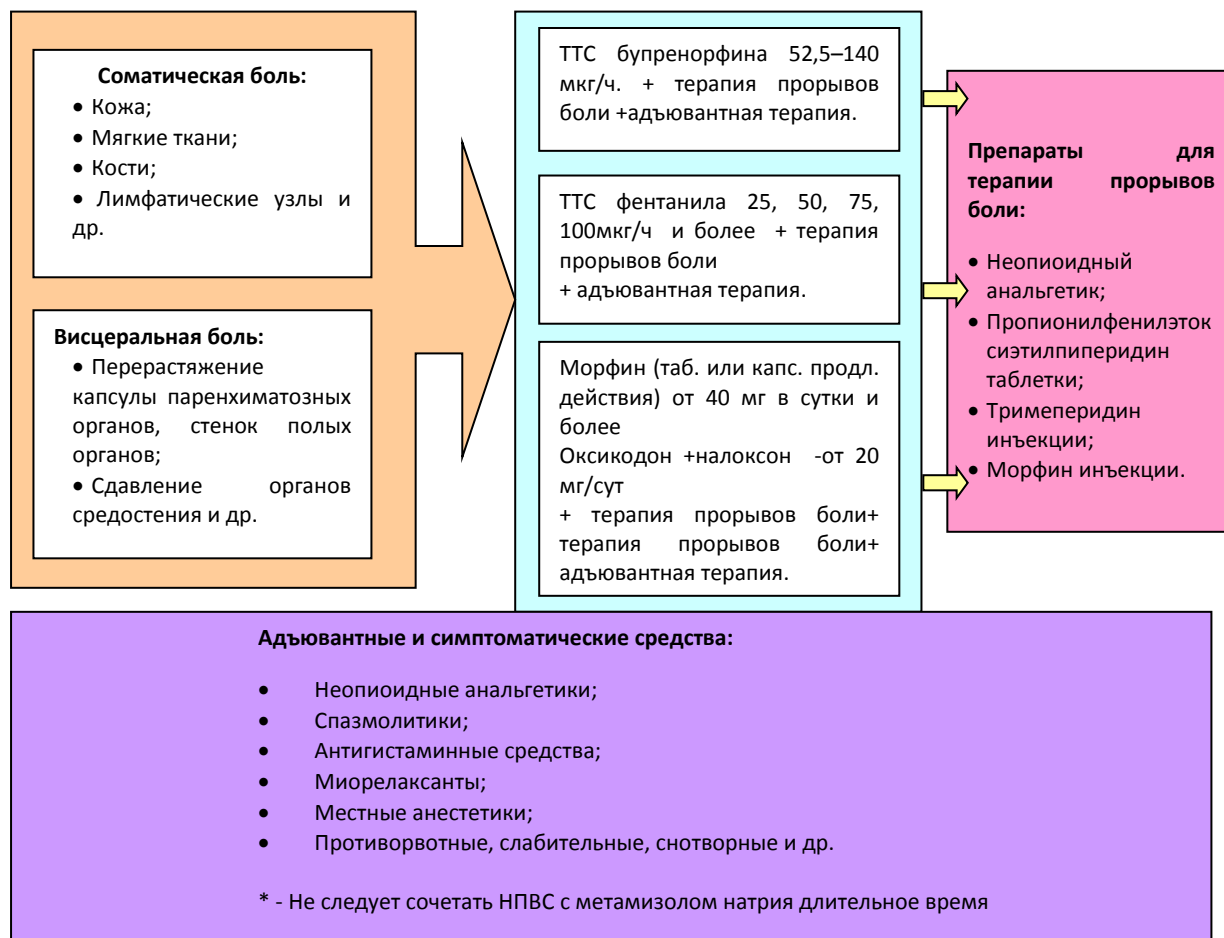 Соматическая боль:
• Кожа;
• Мягкие ткани;
• Кости;
• Лимфатические узлы и
др.
Висцеральная боль:
• Перерастяжение
капсулы паренхиматозных
органов, стенок полых
органов;
• Сдавление органов
средостения и др.
ТТС бупренорфина 52,5–140
мкг/ч. + терапия прорывов
боли +адъювантная терапия.
ТТС фентанила 25, 50, 75,
100мкг/ч и более + терапия
прорывов боли
+ адъювантная терапия.
Морфин (таб. или капс. продл.
действия) от 40 мг в сутки и
более
Оксикодон +налоксон -от 20
мг/сут
+ терапия прорывов боли+
терапия прорывов боли+
адъювантная терапия.
Препараты для
терапии прорывов
боли:
• Неопиоидный
анальгетик;
• Пропионилфенилэток
сиэтилпиперидин
таблетки;
• Тримеперидин
инъекции;
• Морфин инъекции.
Адъювантные и симптоматические средства:
• Неопиоидные анальгетики;
• Спазмолитики;
• Антигистаминные средства;
• Миорелаксанты;
• Местные анестетики;
• Противорвотные, слабительные, снотворные и др.
* - Не следует сочетать НПВС с метамизолом натрия длительное время